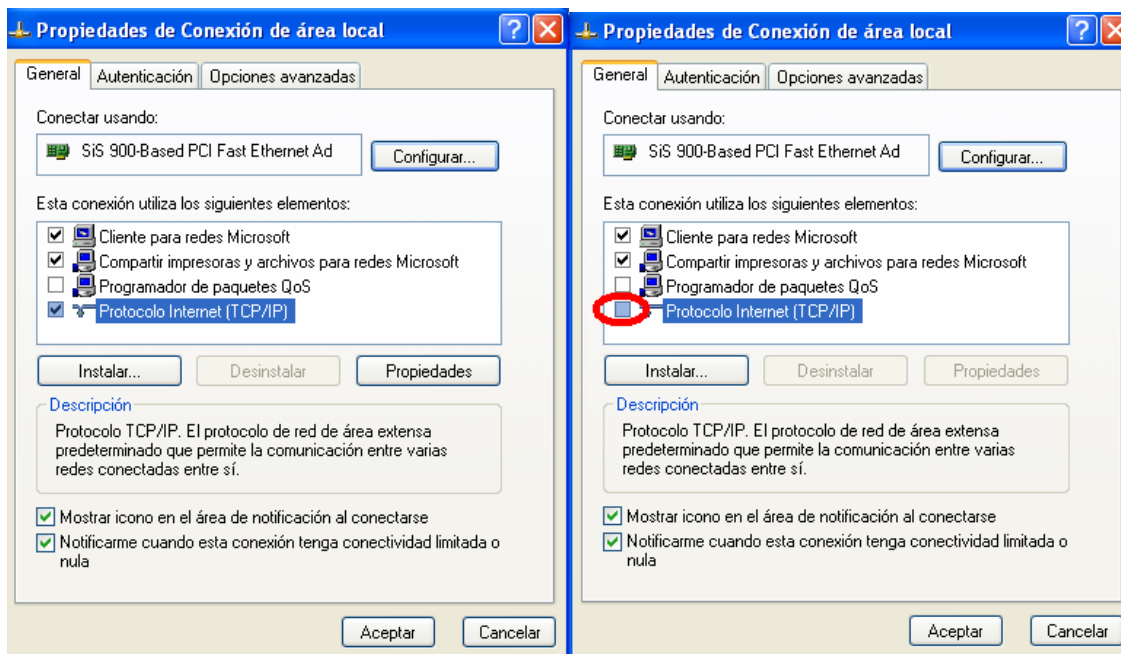 Propiedades de Conexión de área local
General Autenticación Opciones avanzadas
Conectar usando:
SiS 900-Based PCI Fast Ethernet Ad Configurar...
Esta conexión utiliza los siguientes elementos:
Cliente para redes Microsoft
Compartir impresoras y archivos para redes Microsoft
Programador de paquetes QoS
Protocolo Internet (TCP/IP)
Instalar... Desinstalar Propiedades
Descripción
Protocolo TCP/IP. El protocolo de red de área extensa
predeterminado que permite la comunicación entre varias
redes conectadas entre sí.
Mostrar icono en el área de notificación al conectarse
Notificarme cuando esta conexión tenga conectividad limitada o
nula
Aceptar Cancelar
Propiedades de Conexión de área local
General Autenticación Opciones avanzadas
Conectar usando:
SiS 900-Based PCI Fast Ethernet Ad Configurar...
Esta conexión utiliza los siguientes elementos:
Cliente para redes Microsoft
Compartir impresoras y archivos para redes Microsoft
Programador de paquetes QoS
Protocolo Internet (TCP/IP)
Instalar... Desinstalar Propiedades
Descripción
Protocolo TCP/IP. El protocolo de red de área extensa
predeterminado que permite la comunicación entre varias
redes conectadas entre sí.
Mostrar icono en el área de notificación al conectarse
Notificarme cuando esta conexión tenga conectividad limitada o
nula
Aceptar Cancelar